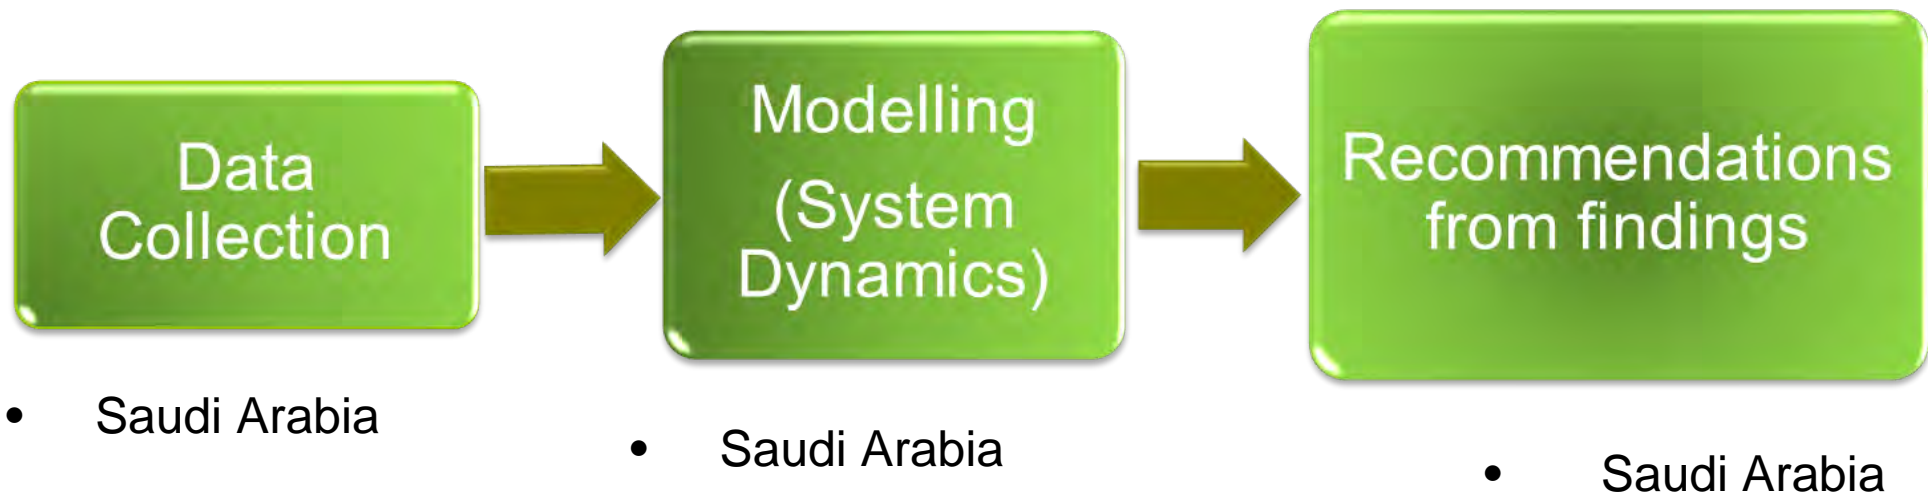 Data
Collection
Modelling
(System
Dynamics)
Recommendations
from findings
• Saudi Arabia
• Saudi Arabia
• Saudi Arabia